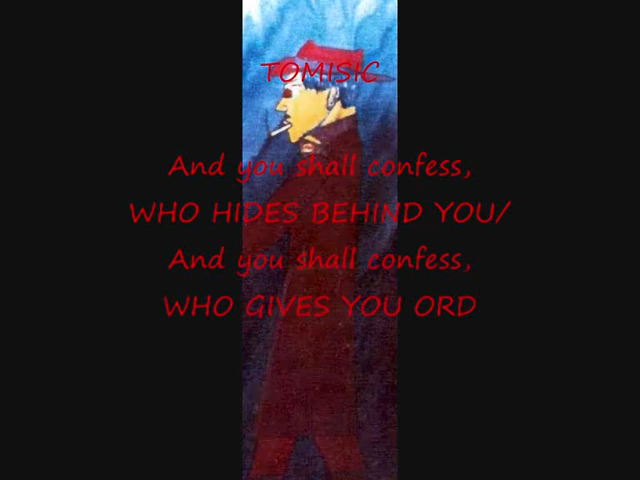 TOMISIC
And you shall confess,
WHO HIDES BEHIND YOU/
And you shall confess,
WHO GIVES YOU ORD